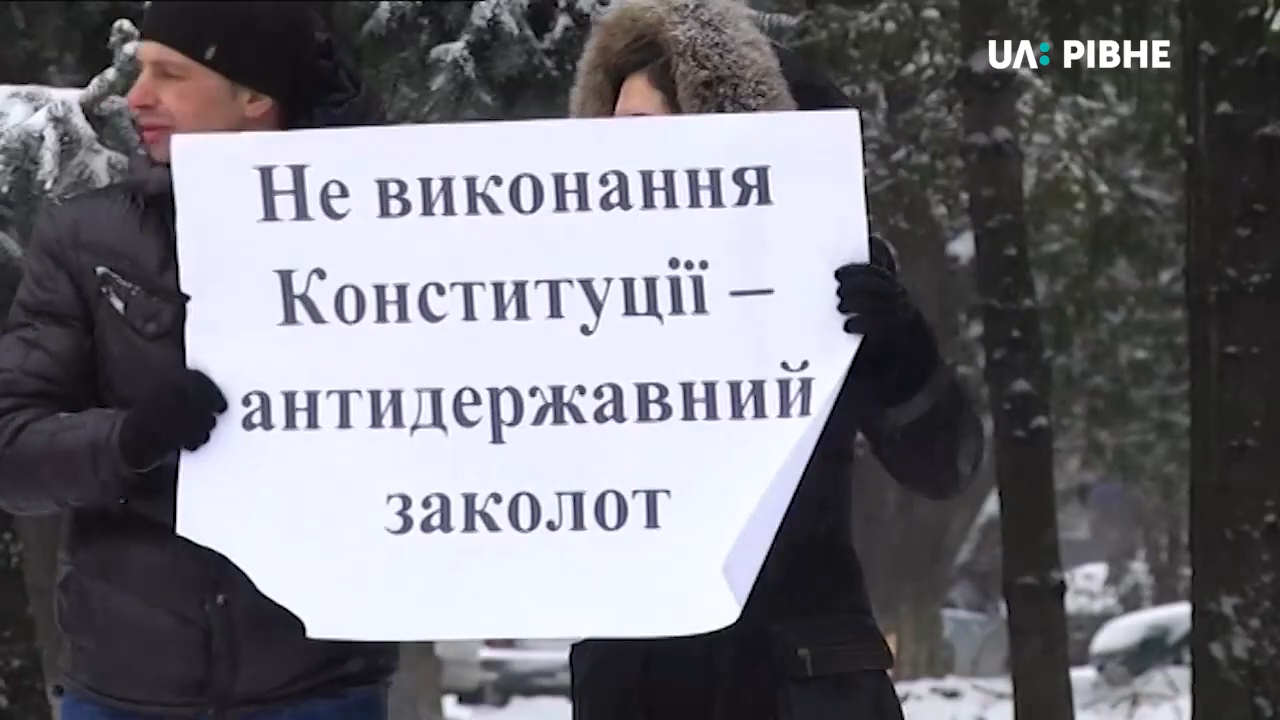 UA: РІВНЕ
Не виконання
Конституції –
антидержавний
заколот